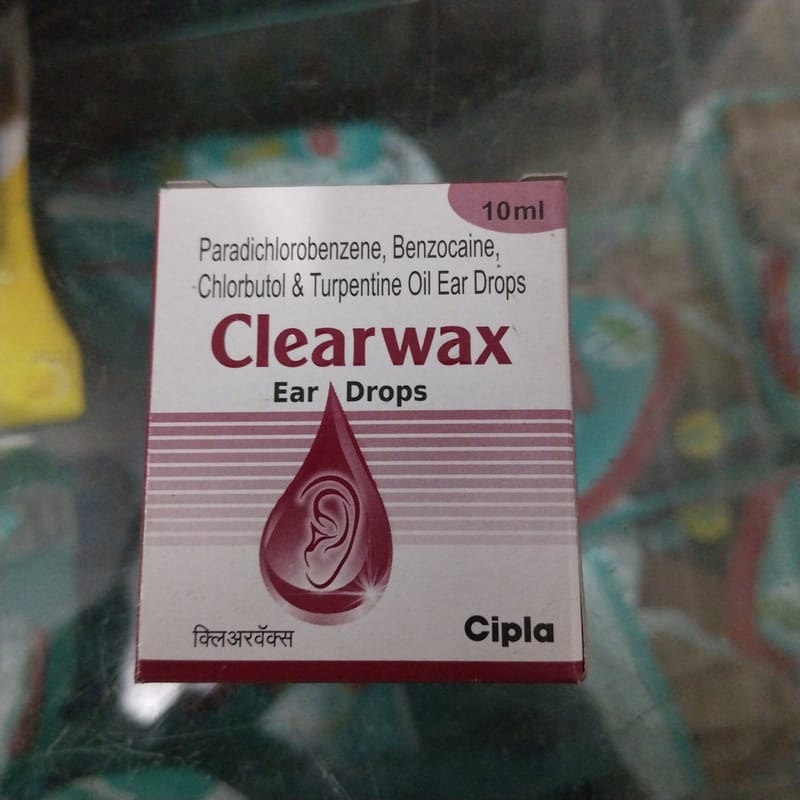 10ml
Paradichlorobenzene, Benzocaine,
Chlorbutol & Turpentine Oil Ear Drops
Clearwax
Ear Drops
क्लिअरवॅक्स
Cipla